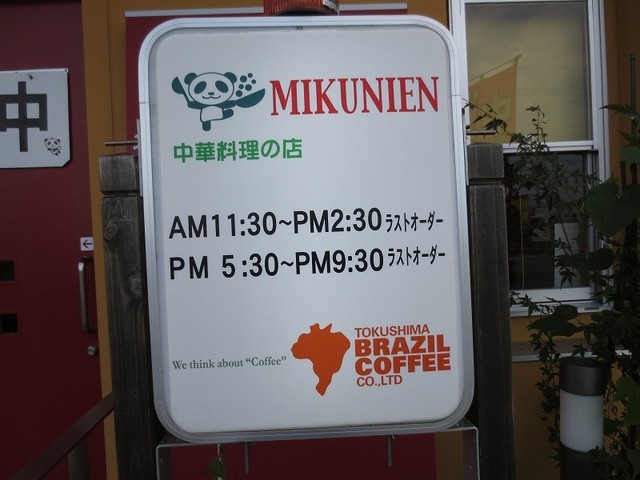 中
MIKUNIEN
中華料理の店
AM11:30~PM2:30 ラストオーダー
PM 5:30~PM9:30 ラストオーダー
We think about "Coffee"
TOKUSHIMA
BRAZIL
COFFEE
CO.,LTD